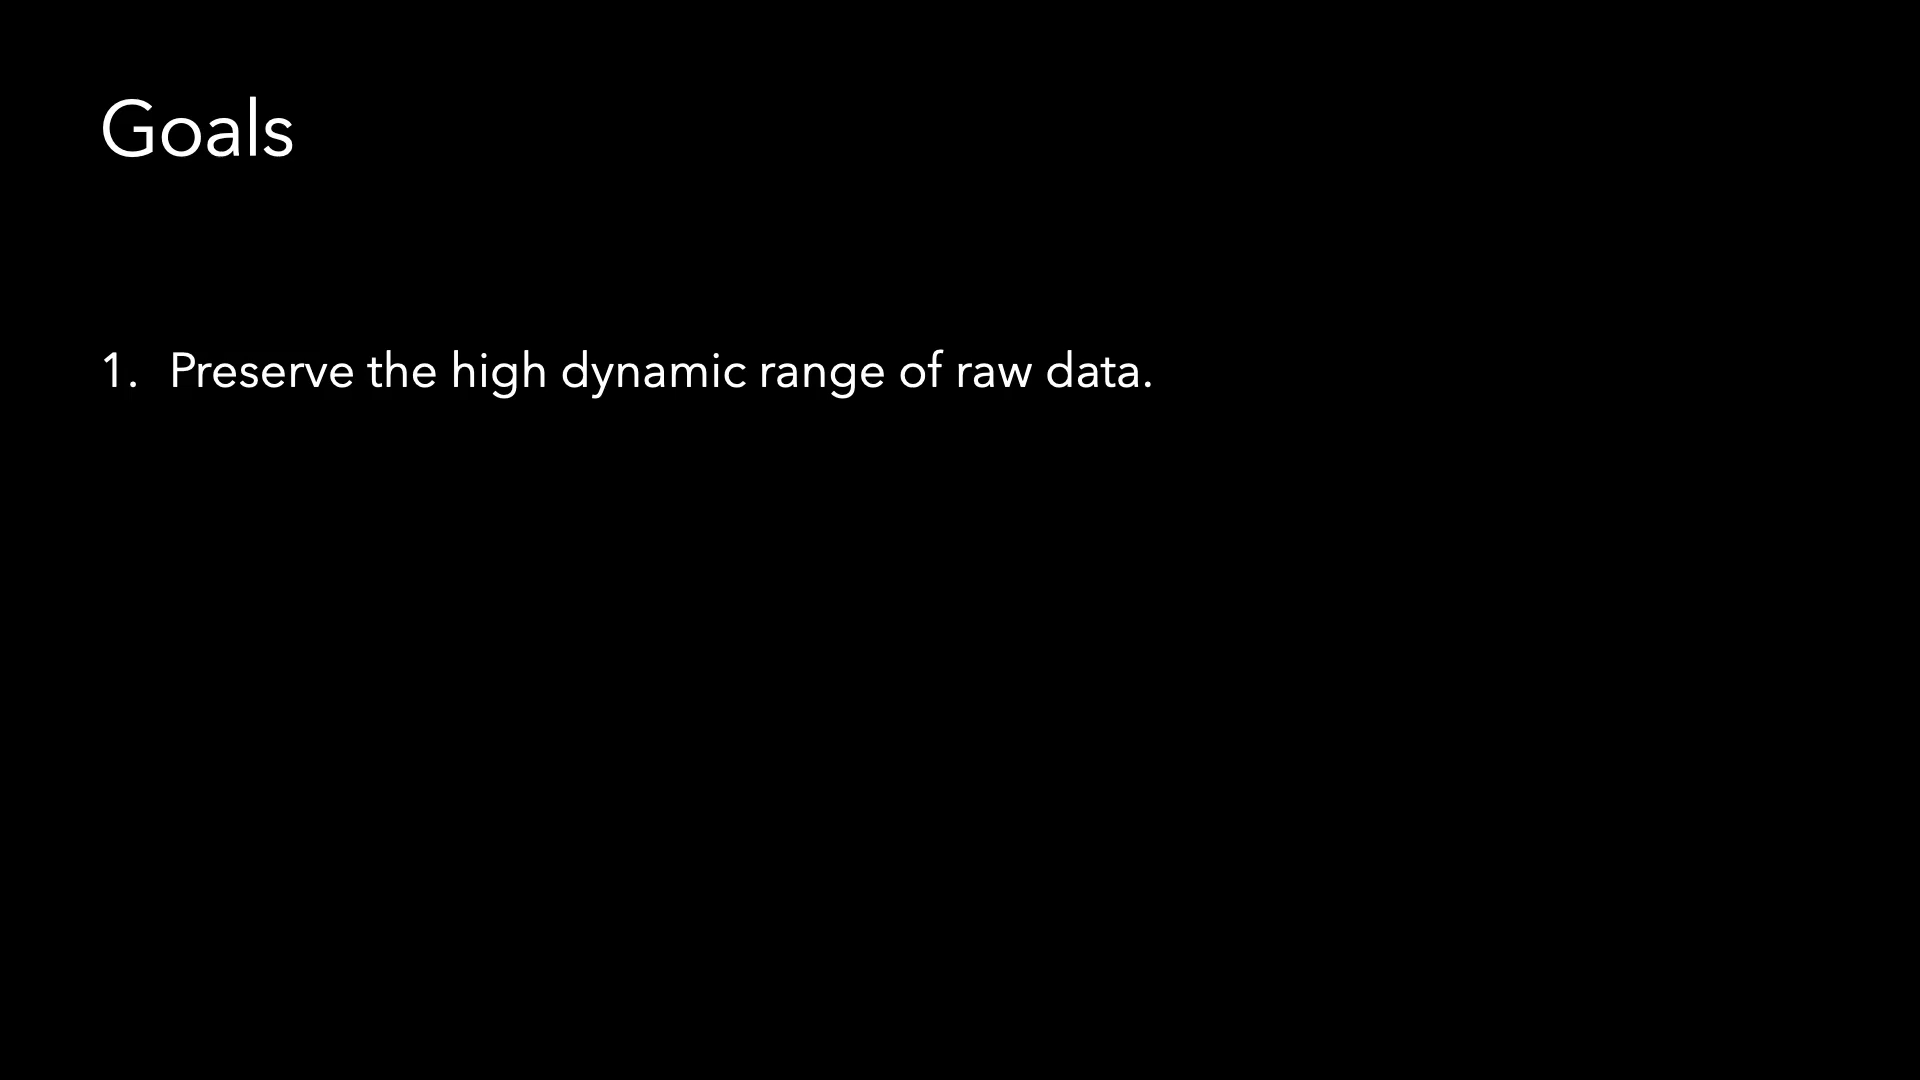 Goals
1. Preserve the high dynamic range of raw data.